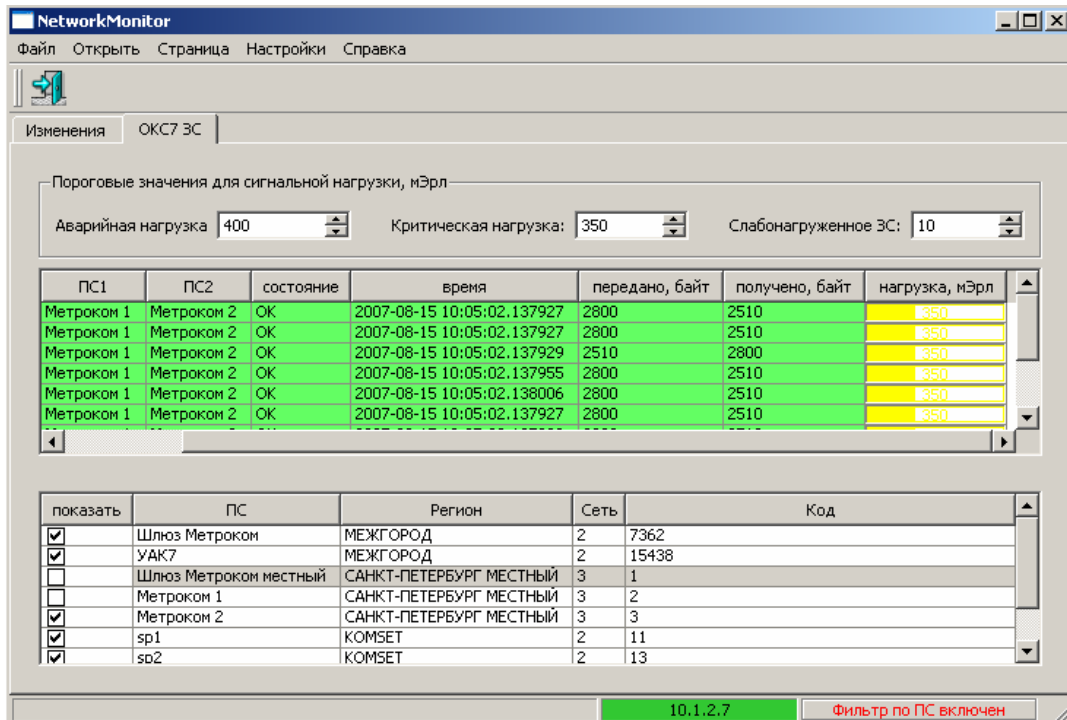 NetworkMonitor
Файл Открыть Страница Настройки Справка
Изменения ОКС7 ЗС
Пороговые значения для сигнальной нагрузки, мЭрл
Аварийная нагрузка 400 Критическая нагрузка: 350 Слабонагруженное ЗС: 10
ПС1 ПС2 состояние время передано, байт получено, байт нагрузка, мЭрл
Метроком 1 Метроком 2 OK 2007-08-15 10:05:02.137927 2800 2510 350
Метроком 1 Метроком 2 OK 2007-08-15 10:05:02.137927 2800 2510 350
Метроком 1 Метроком 2 OK 2007-08-15 10:05:02.137929 2510 2800 350
Метроком 1 Метроком 2 OK 2007-08-15 10:05:02.137955 2800 2510 350
Метроком 1 Метроком 2 OK 2007-08-15 10:05:02.138006 2800 2510 350
Метроком 1 Метроком 2 OK 2007-08-15 10:05:02.137927 2800 2510 350
показать ПС Регион Сеть Код
Шлюз Метроком МЕЖГОРОД 2 7362
УАК7 МЕЖГОРОД 2 15438
Шлюз Метроком местный САНКТ-ПЕТЕРБУРГ МЕСТНЫЙ 3 1
Метроком 1 САНКТ-ПЕТЕРБУРГ МЕСТНЫЙ 3 2
Метроком 2 САНКТ-ПЕТЕРБУРГ МЕСТНЫЙ 3 3
sp1 KOMSET 2 11
sp2 KOMSET 2 13
10.1.2.7 Фильтр по ПС включен